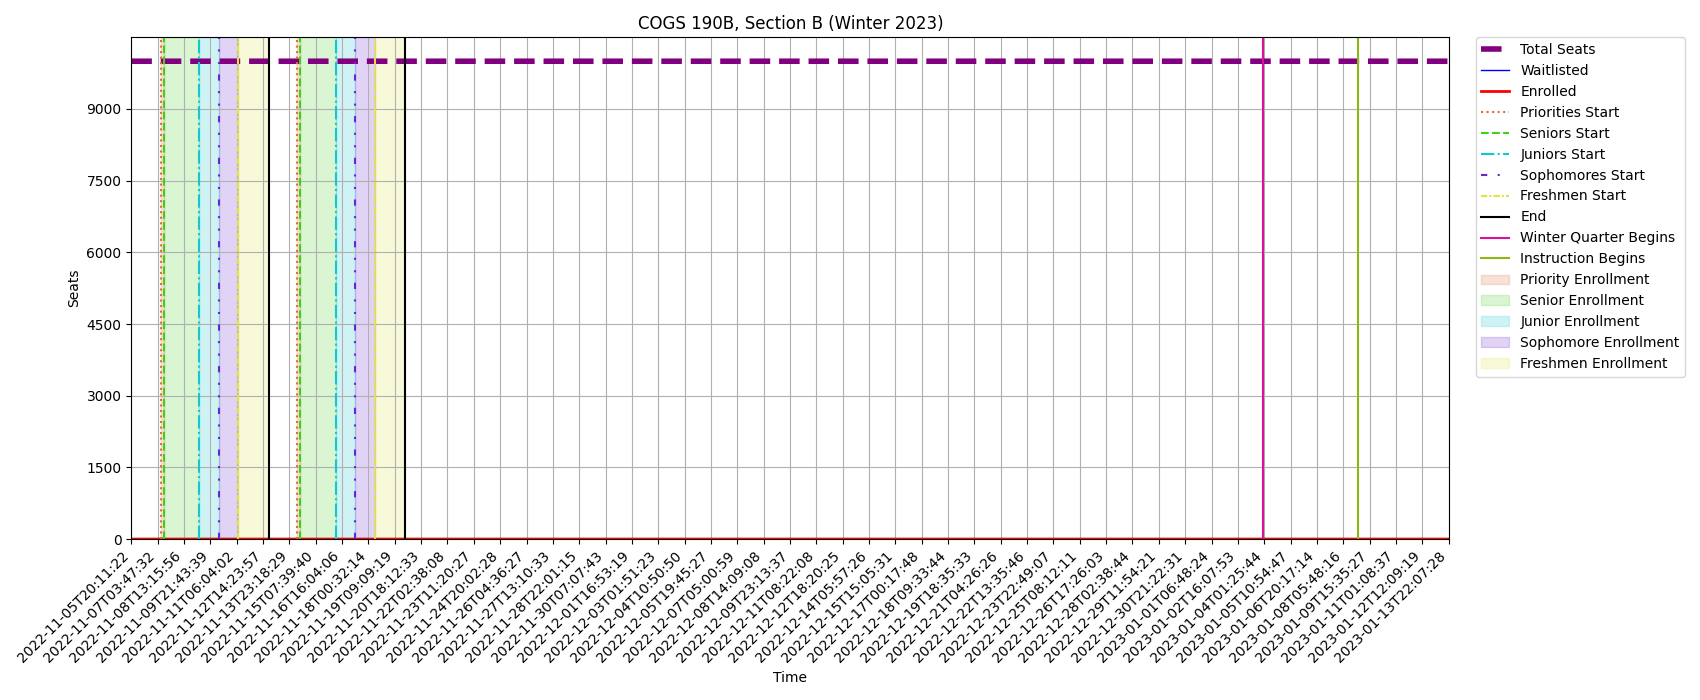 COGS 190B, Section B (Winter 2023)
Total Seats
Waitlisted
Enrolled
Priorities Start
Seniors Start
Juniors Start
Sophomores Start
Freshmen Start
End
Winter Quarter Begins
Instruction Begins
Priority Enrollment
Senior Enrollment
Junior Enrollment
Sophomore Enrollment
Freshmen Enrollment
Seats
9000
7500
6000
4500
3000
1500
0
2022-11-05T20:11:22
2022-11-07T03:47:32
2022-11-08T13:15:56
2022-11-09T21:43:39
2022-11-11T06:04:02
2022-11-12T14:23:57
2022-11-13T23:18:29
2022-11-15T07:39:40
2022-11-16T16:04:06
2022-11-18T00:32:14
2022-11-19T09:09:19
2022-11-20T18:12:33
2022-11-22T02:38:08
2022-11-23T11:20:27
2022-11-24T20:02:28
2022-11-26T04:36:27
2022-11-27T13:10:33
2022-11-28T22:01:15
2022-11-30T07:07:43
2022-12-01T16:53:19
2022-12-03T01:51:23
2022-12-04T10:50:50
2022-12-05T19:45:27
2022-12-07T05:00:59
2022-12-08T14:09:08
2022-12-09T23:13:37
2022-12-11T08:22:08
2022-12-12T18:20:25
2022-12-14T05:57:26
2022-12-15T15:05:31
2022-12-17T00:17:48
2022-12-18T09:33:44
2022-12-19T18:35:33
2022-12-21T04:26:26
2022-12-22T13:35:46
2022-12-23T22:49:07
2022-12-25T08:12:11
2022-12-26T17:26:03
2022-12-28T02:38:44
2022-12-29T11:54:21
2022-12-30T21:22:31
2023-01-01T06:48:24
2023-01-02T16:07:53
2023-01-04T01:25:44
2023-01-05T10:54:47
2023-01-06T20:17:14
2023-01-08T05:48:16
2023-01-09T15:35:27
2023-01-11T01:08:37
2023-01-12T12:09:19
2023-01-13T22:07:28
Time